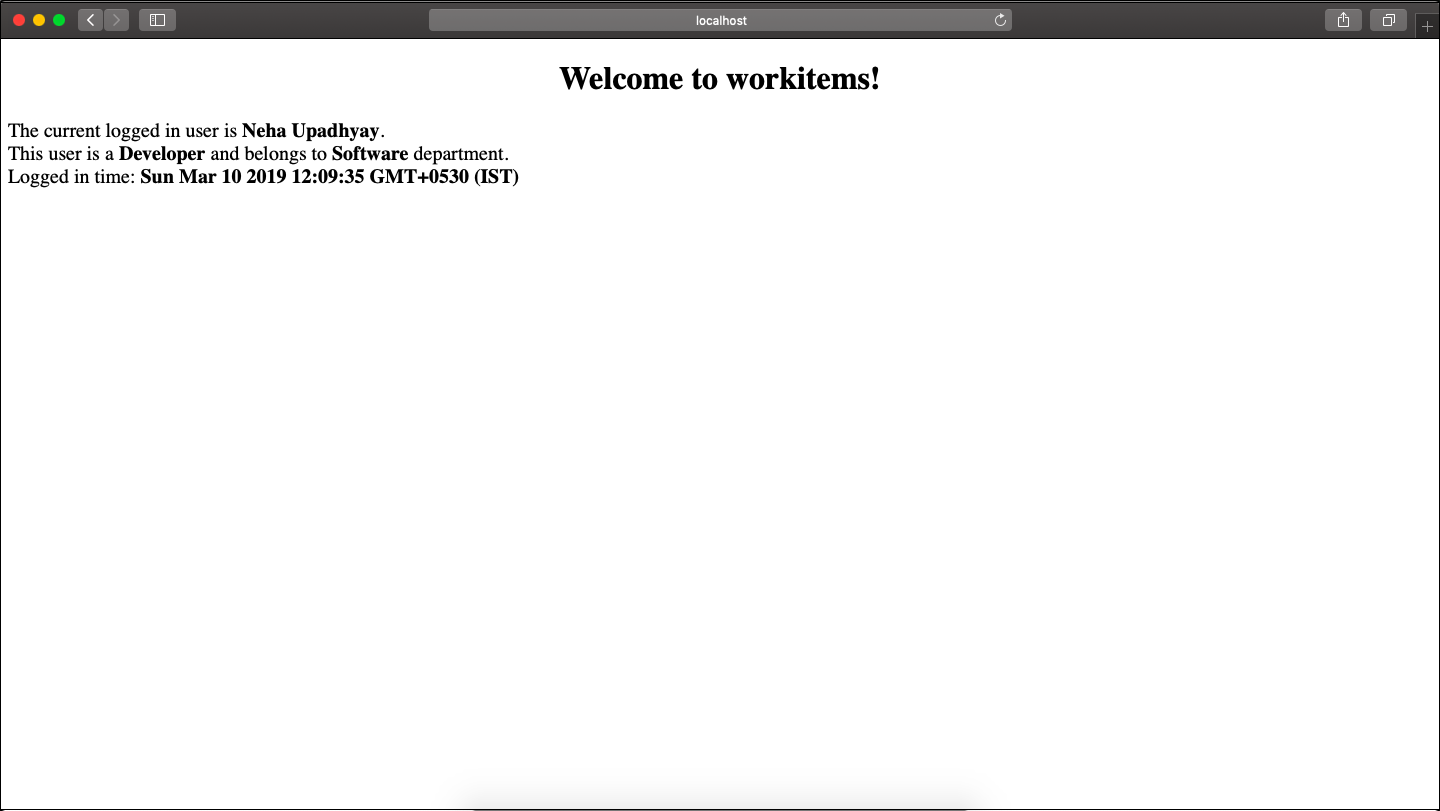 localhost
Welcome to workitems!
The current logged in user is Neha Upadhyay.
This user is a Developer and belongs to Software department.
Logged in time: Sun Mar 10 2019 12:09:35 GMT+0530 (IST)